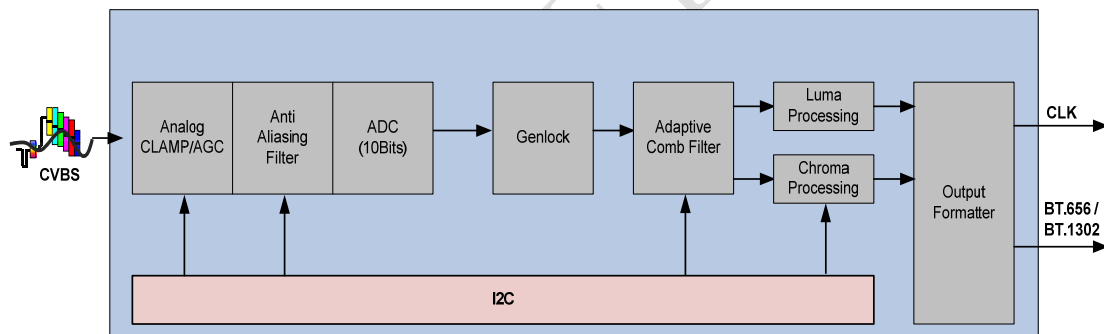 CVBS
Analog
CLAMP/AGC
Anti
Aliasing
Filter
ADC
(10Bits)
Genlock
Adaptive
Comb Filter
Luma
Processing
Chroma
Processing
Output
Formatter
CLK
BT.656 /
BT.1302
I2C